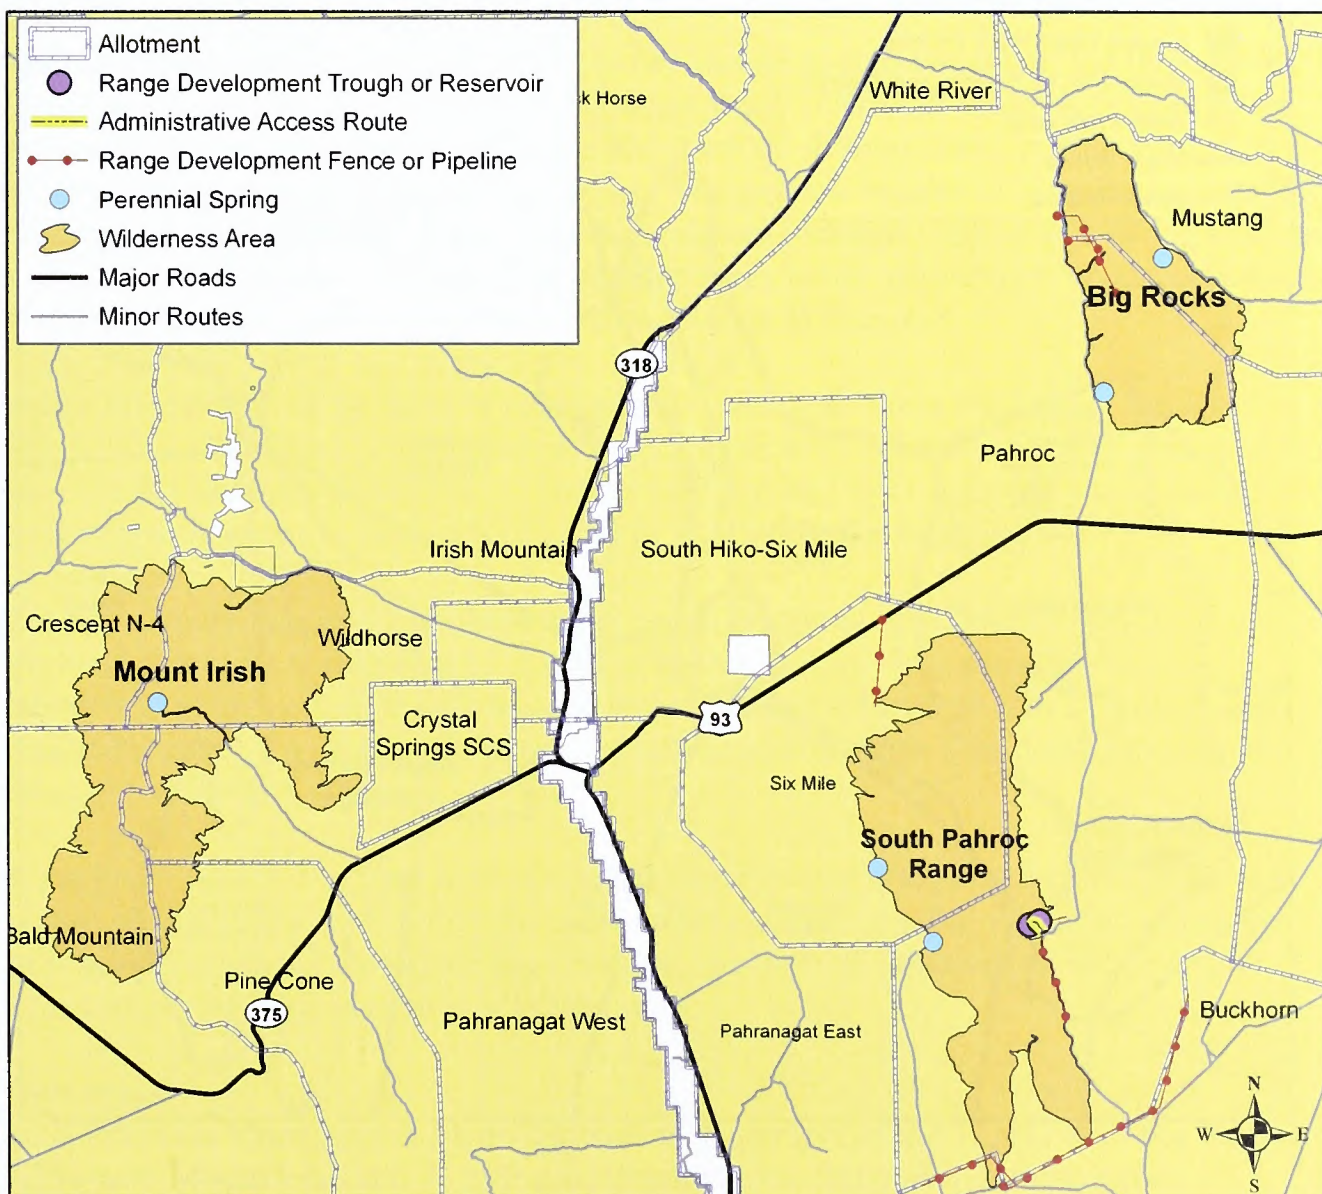 Allotment
Range Development Trough or Reservoir
Administrative Access Route
Range Development Fence or Pipeline
Perennial Spring
Wilderness Area
Major Roads
Minor Routes
Horse
White River
Mustang
Big Rocks
318
Pahroc
Irish Mountain
South Hiko-Six Mile
Crescent N-4
Wildhorse
Mount Irish
Crystal
Springs SCS
93
Six Mile
South Pahroc
Range
Bald Mountain
Pine Cone
375
Pahranagat West
Pahranagat East
Buckhorn
N
W
E
S